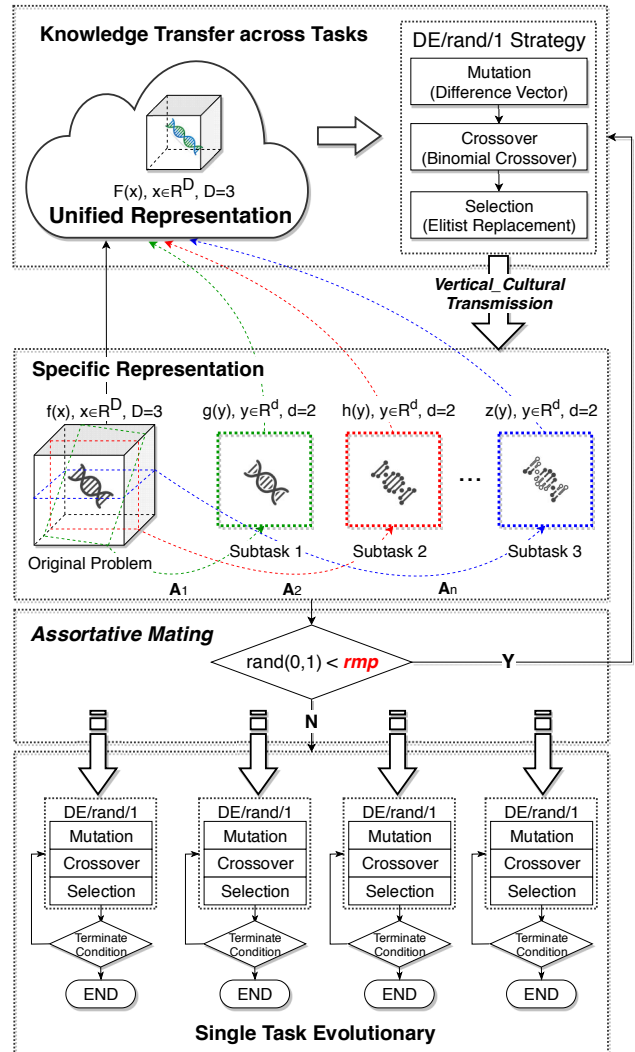 Knowledge Transfer across Tasks
F(x), x∈R^D, D=3
Unified Representation
DE/rand/1 Strategy
Mutation
(Difference Vector)
Crossover
(Binomial Crossover)
Selection
(Elitist Replacement)
Vertical_Cultural
Transmission
Specific Representation
f(x), x∈R^D, D=3
g(y), y∈R^d, d=2
h(y), y∈R^d, d=2
z(y), y∈R^d, d=2
...
Original Problem
Subtask 1
Subtask 2
Subtask 3
A1
A2
An
Assortative Mating
rand(0,1) < rmp
Y
N
DE/rand/1
Mutation
Crossover
Selection
Terminate
Condition
END
DE/rand/1
Mutation
Crossover
Selection
Terminate
Condition
END
DE/rand/1
Mutation
Crossover
Selection
Terminate
Condition
END
DE/rand/1
Mutation
Crossover
Selection
Terminate
Condition
END
Single Task Evolutionary